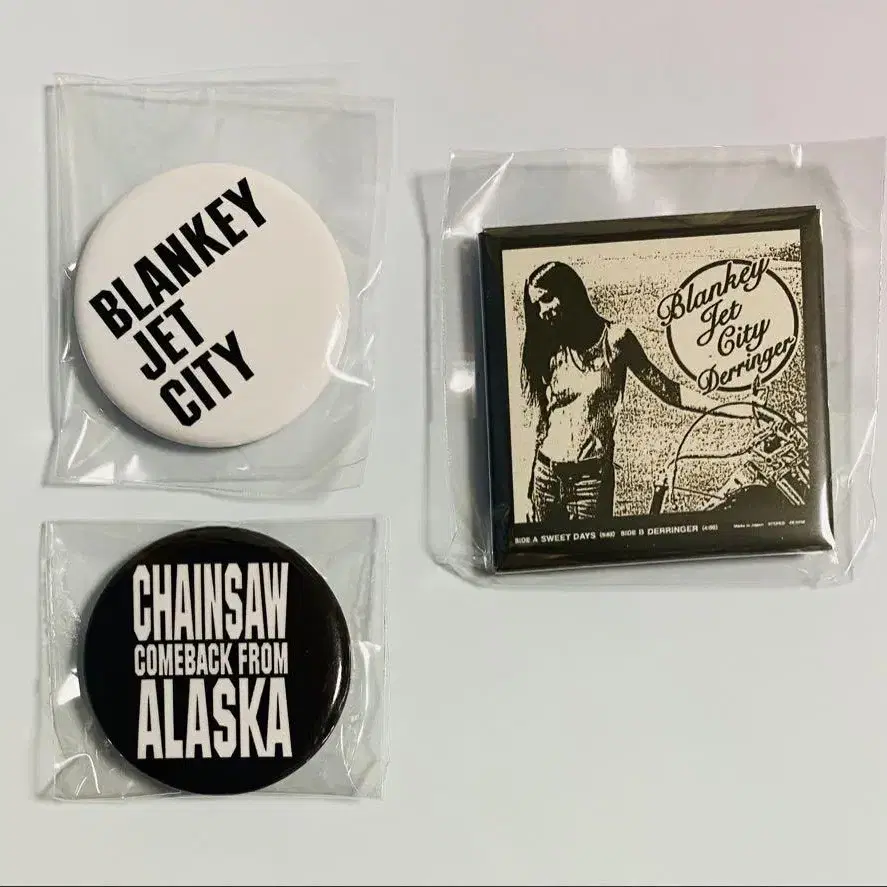 BLANKEY
JET
CITY
CHAINSAW
COMEBACK FROM
ALASKA
Blankey
Jet
City
Derringer
SIDE A SWEET DAYS SIDE B DERRINGER
Made in Japan